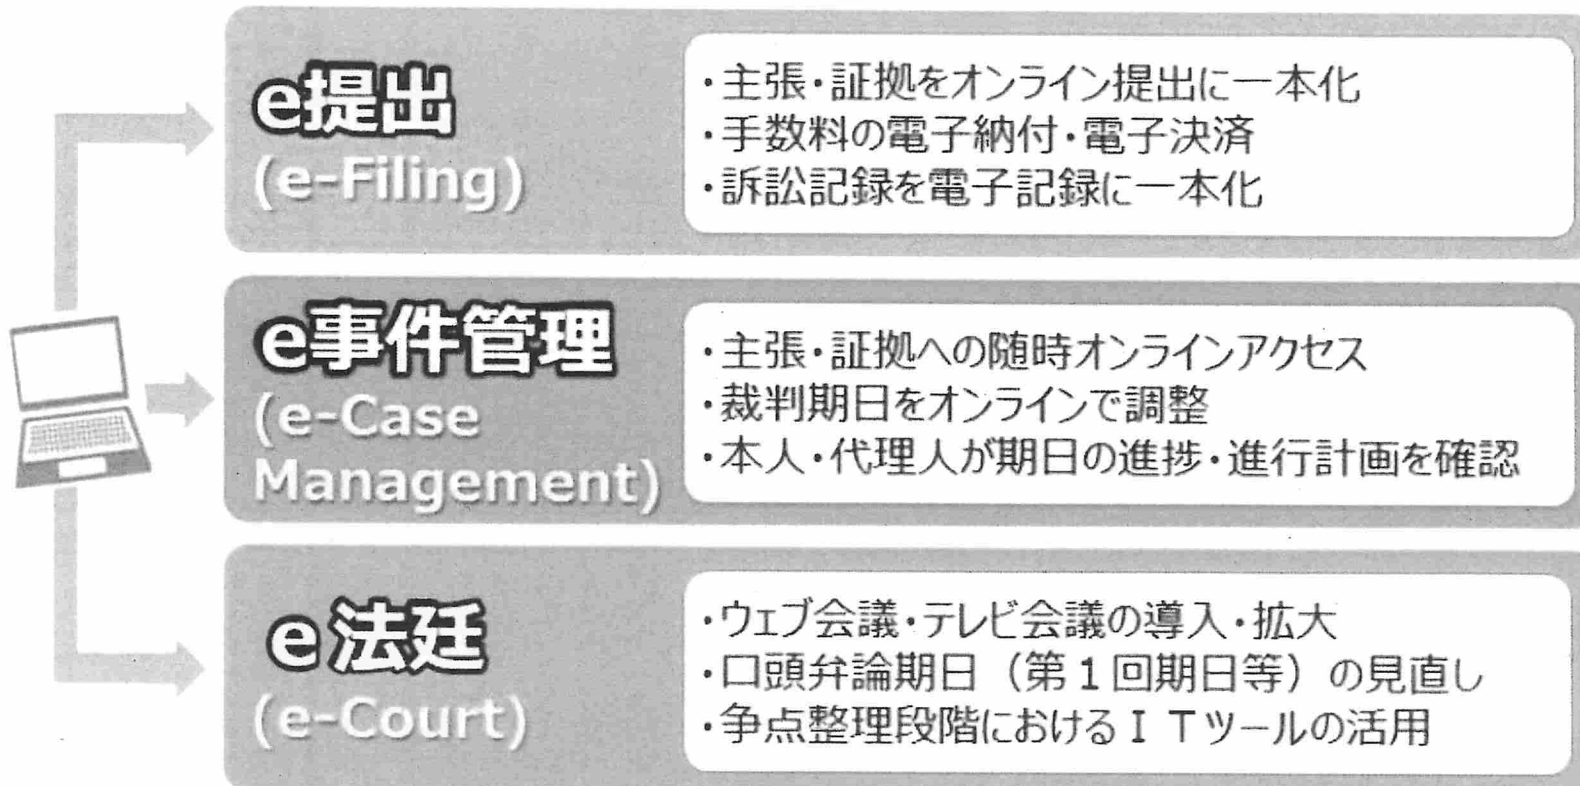 e提出
(e-Filing)
・主張・証拠をオンライン提出に一本化
・手数料の電子納付・電子決済
・訴訟記録を電子記録に一本化
e事件管理
(e-Case
Management)
・主張・証拠への随時オンラインアクセス
・裁判期日をオンラインで調整
・本人・代理人が期日の進捗・進行計画を確認
e 法廷
(e-Court)
・ウェブ会議・テレビ会議の導入・拡大
・口頭弁論期日（第１回期日等）の見直し
・争点整理段階におけるＩＴツールの活用